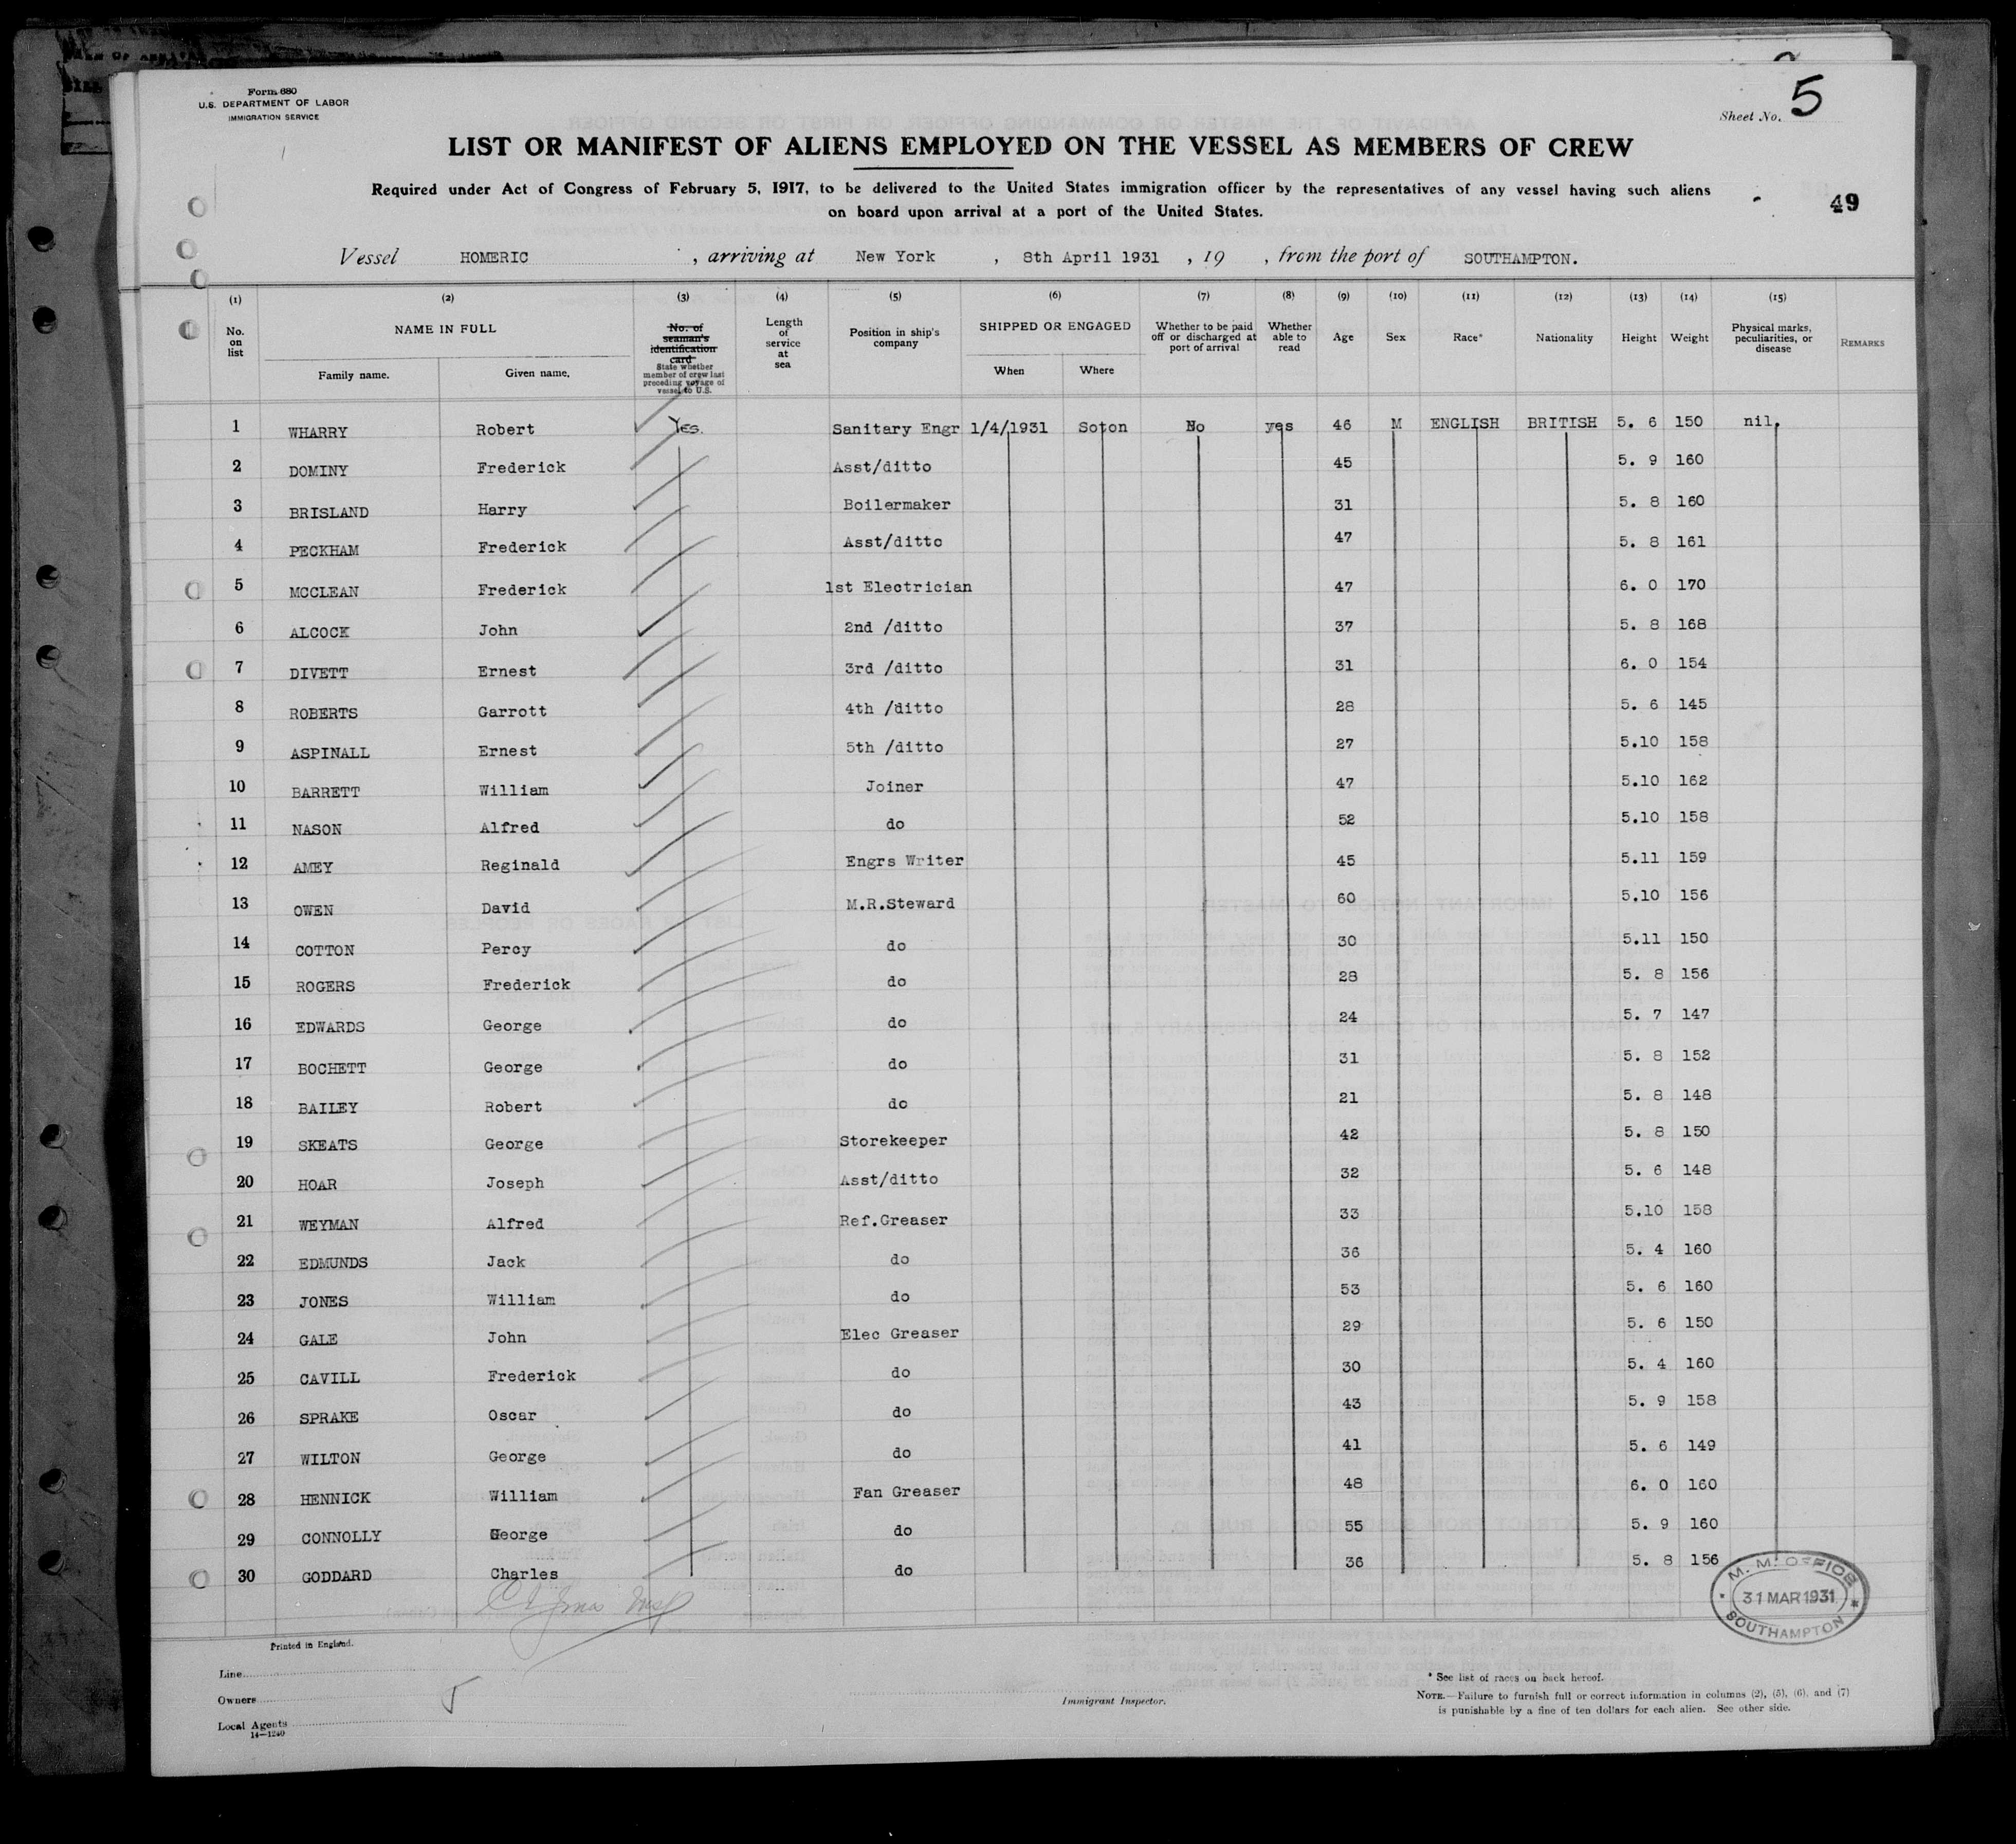 Form 680
U.S. DEPARTMENT OF LABOR
IMMIGRATION SERVICE
Sheet No. 5
LIST OR MANIFEST OF ALIENS EMPLOYED ON THE VESSEL AS MEMBERS OF CREW
Required under Act of Congress of February 5, 1917, to be delivered to the United States immigration officer by the representatives of any vessel having such aliens
on board upon arrival at a port of the United States.
49
Vessel HOMERIC , arriving at New York , 8th April 1931 , 19 , from the port of SOUTHAMPTON.
(1) (2) (3) (4) (5) (6) (7) (8) (9) (10) (11) (12) (13) (14) (15)
No. on list NAME IN FULL Family name. Given name. No. of seaman's identification card State whether member of crew last preceding voyage of vessel to U.S. Length of service at sea Position in ship's company SHIPPED OR ENGAGED When Where Whether to be paid off or discharged at port of arrival Whether able to read Age Sex Race* Nationality Height Weight Physical marks, peculiarities, or disease REMARKS
1 WHARRY Robert Yes. Sanitary Engr 1/4/1931 Soton No yes 46 M ENGLISH BRITISH 5. 6 150 nil.
2 DOMINY Frederick Asst/ditto 45 5. 9 160
3 BRISLAND Harry Boilermaker 31 5. 8 160
4 PECKHAM Frederick Asst/ditto 47 5. 8 161
5 MCCLEAN Frederick 1st Electrician 47 6. 0 170
6 ALCOCK John 2nd /ditto 37 5. 8 168
7 DIVETT Ernest 3rd /ditto 31 6. 0 154
8 ROBERTS Garrott 4th /ditto 28 5. 6 145
9 ASPINALL Ernest 5th /ditto 27 5.10 158
10 BARRETT William Joiner 47 5.10 162
11 NASON Alfred do 52 5.10 158
12 AMEY Reginald Engrs Writer 45 5.11 159
13 OWEN David M.R.Steward 60 5.10 156
14 COTTON Percy do 30 5.11 150
15 ROGERS Frederick do 28 5. 8 156
16 EDWARDS George do 24 5. 7 147
17 BOCHETT George do 31 5. 8 152
18 BAILEY Robert do 21 5. 8 148
19 SKEATS George Storekeeper 42 5. 8 150
20 HOAR Joseph Asst/ditto 32 5. 6 148
21 WEYMAN Alfred Ref.Greaser 33 5.10 158
22 EDMUNDS Jack do 36 5. 4 160
23 JONES William do 53 5. 6 160
24 GALE John Elec Greaser 29 5. 6 150
25 CAVILL Frederick do 30 5. 4 160
26 SPRAKE Oscar do 43 5. 9 158
27 WILTON George do 41 5. 6 149
28 HENNICK William Fan Greaser 48 6. 0 160
29 CONNOLLY George do 55 5. 9 160
30 GODDARD Charles do 36 5. 8 156
M. M. OFFICE
31 MAR 1931
SOUTHAMPTON
Printed in England.
Line
Owners
Local Agents
14—1240
5
Immigrant Inspector.
* See list of races on back hereof.
NOTE.—Failure to furnish full or correct information in columns (2), (5), (6), and (7)
is punishable by a fine of ten dollars for each alien. See other side.